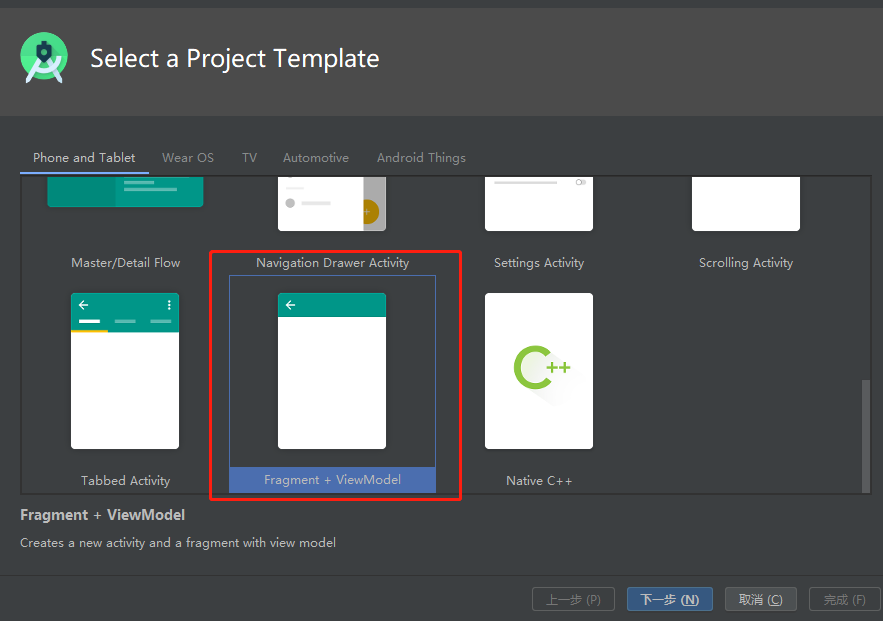 Select a Project Template
Phone and Tablet Wear OS TV Automotive Android Things
Master/Detail Flow Navigation Drawer Activity Settings Activity Scrolling Activity
++
Tabbed Activity Fragment + ViewModel Native C++
Fragment + ViewModel
Creates a new activity and a fragment with view model
上一步 (P) 下一步 (N) 取消 (C) 完成 (F)